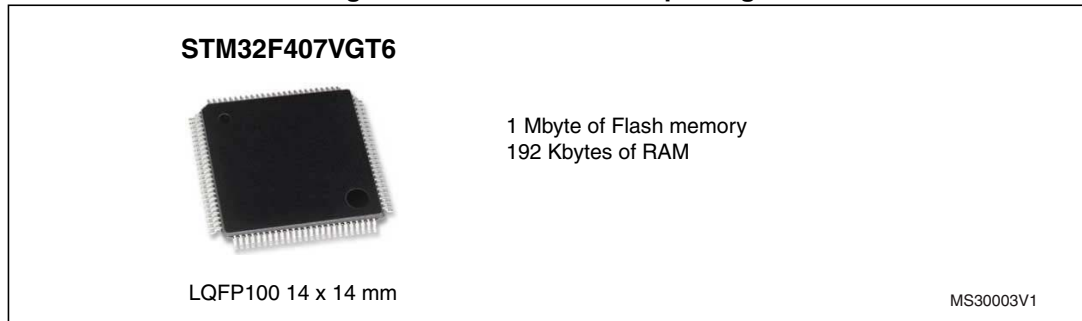 STM32F407VGT6
1 Mbyte of Flash memory
192 Kbytes of RAM
LQFP100 14 x 14 mm
MS30003V1